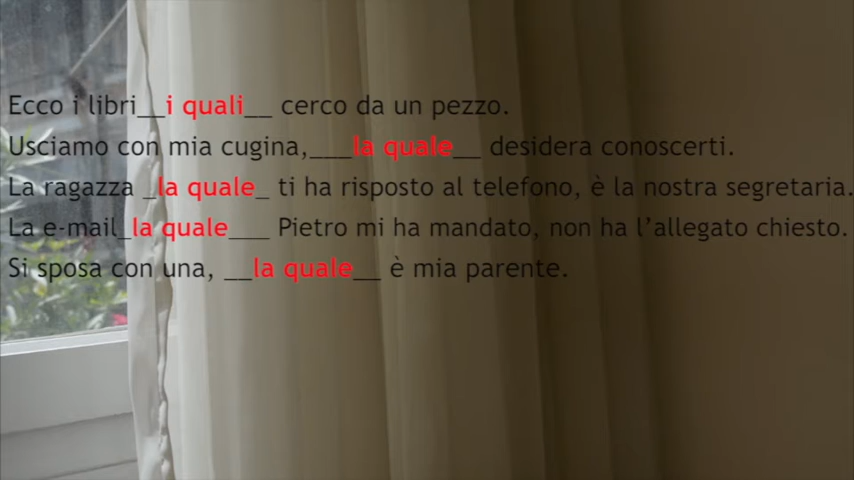 Ecco i libri__i quali__ cerco da un pezzo.
Usciamo con mia cugina,___la quale__ desidera conoscerti.
La ragazza _la quale_ ti ha risposto al telefono, è la nostra segretaria.
La e-mail_la quale___ Pietro mi ha mandato, non ha l’allegato chiesto.
Si sposa con una, __la quale__ è mia parente.